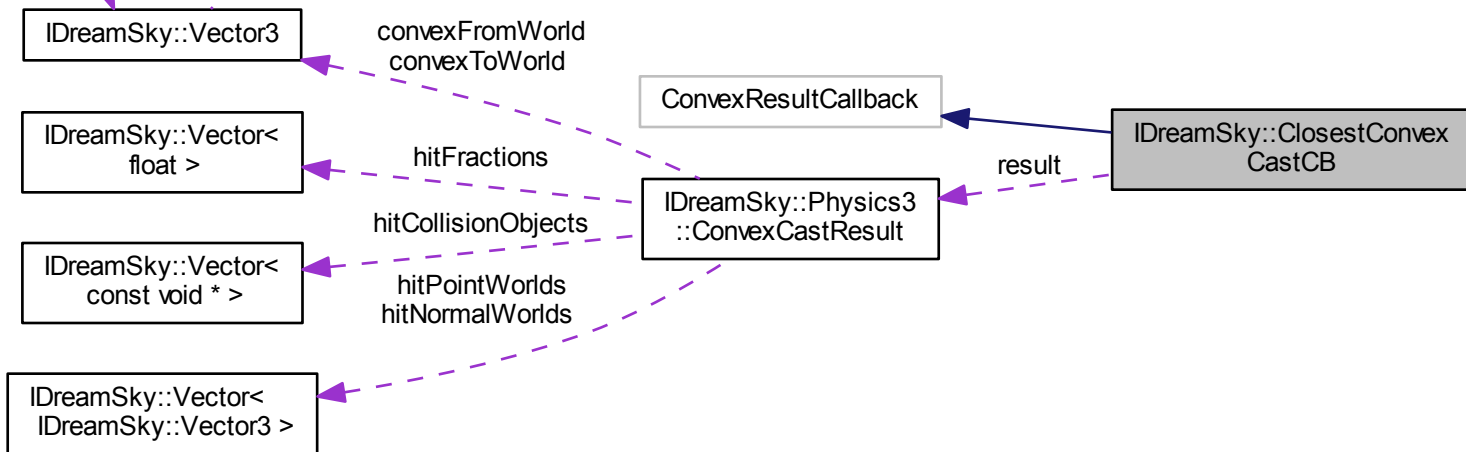 IDreamSky::Vector3
convexFromWorld
convexToWorld
ConvexResultCallback
IDreamSky::ClosestConvex
CastCB
IDreamSky::Vector<
float >
hitFractions
result
IDreamSky::Physics3
::ConvexCastResult
hitCollisionObjects
IDreamSky::Vector<
const void * >
hitPointWorlds
hitNormalWorlds
IDreamSky::Vector<
IDreamSky::Vector3 >